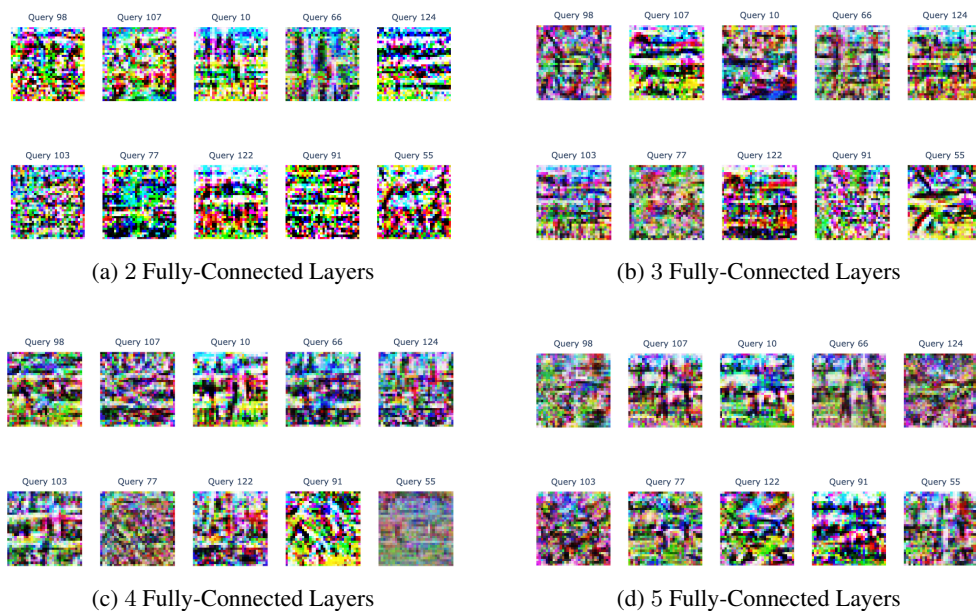 Query 98 Query 107 Query 10 Query 66 Query 124
Query 103 Query 77 Query 122 Query 91 Query 55
(a) 2 Fully-Connected Layers
Query 98 Query 107 Query 10 Query 66 Query 124
Query 103 Query 77 Query 122 Query 91 Query 55
(b) 3 Fully-Connected Layers
Query 98 Query 107 Query 10 Query 66 Query 124
Query 103 Query 77 Query 122 Query 91 Query 55
(c) 4 Fully-Connected Layers
Query 98 Query 107 Query 10 Query 66 Query 124
Query 103 Query 77 Query 122 Query 91 Query 55
(d) 5 Fully-Connected Layers